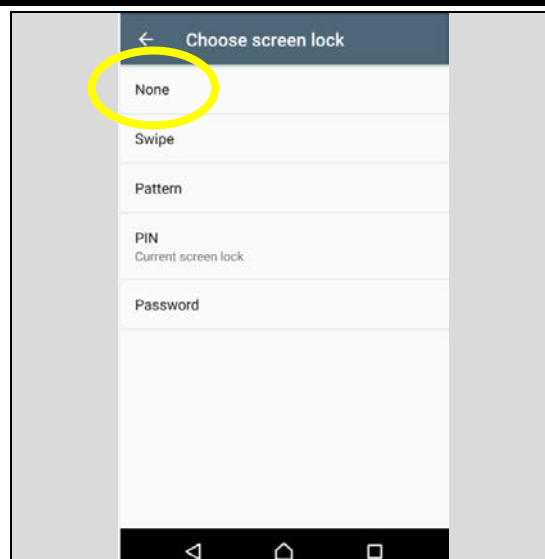 Choose screen lock
None
Swipe
Pattern
PIN
Current screen lock
Password